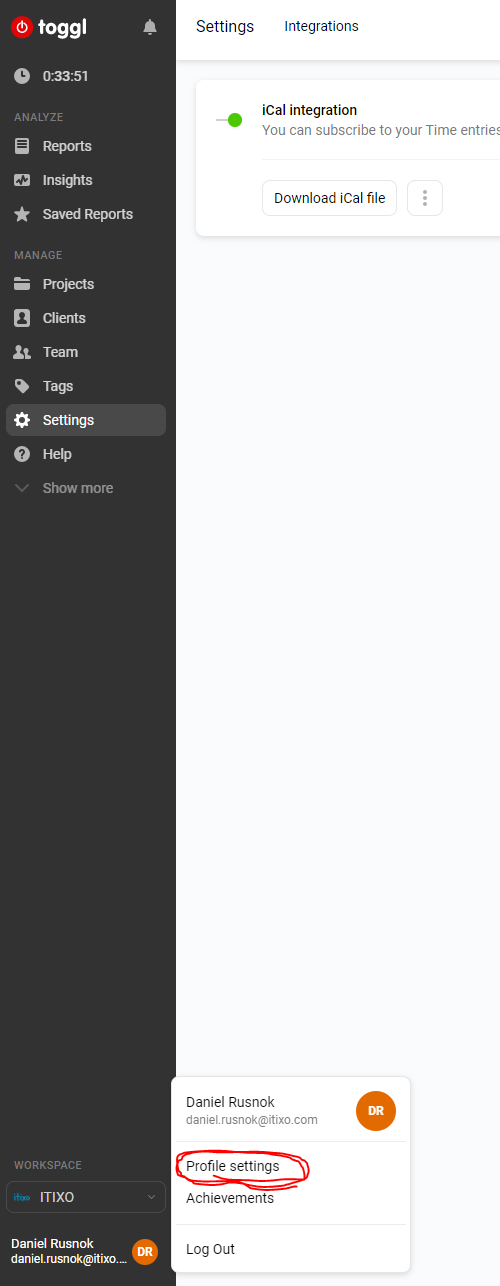 toggl
0:33:51
ANALYZE
Reports
Insights
Saved Reports
MANAGE
Projects
Clients
Team
Tags
Settings
Help
Show more
WORKSPACE
itixo ITIXO
Daniel Rusnok
daniel.rusnok@itixo....
DR
Settings Integrations
iCal integration
You can subscribe to your Time entries
Download iCal file
Daniel Rusnok
daniel.rusnok@itixo.com
DR
Profile settings
Achievements
Log Out